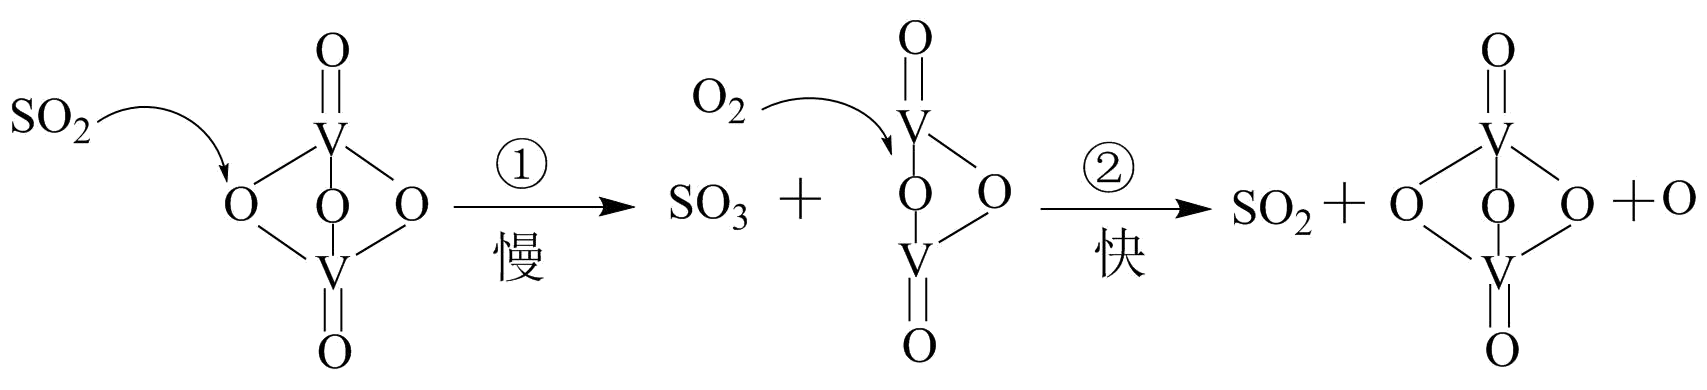 SO₂ O V O O O V O ① 慢 SO₃ + O₂ O V O O V O ② 快 SO₂ + O V O O O V O + O